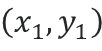 (x₁, y₁)